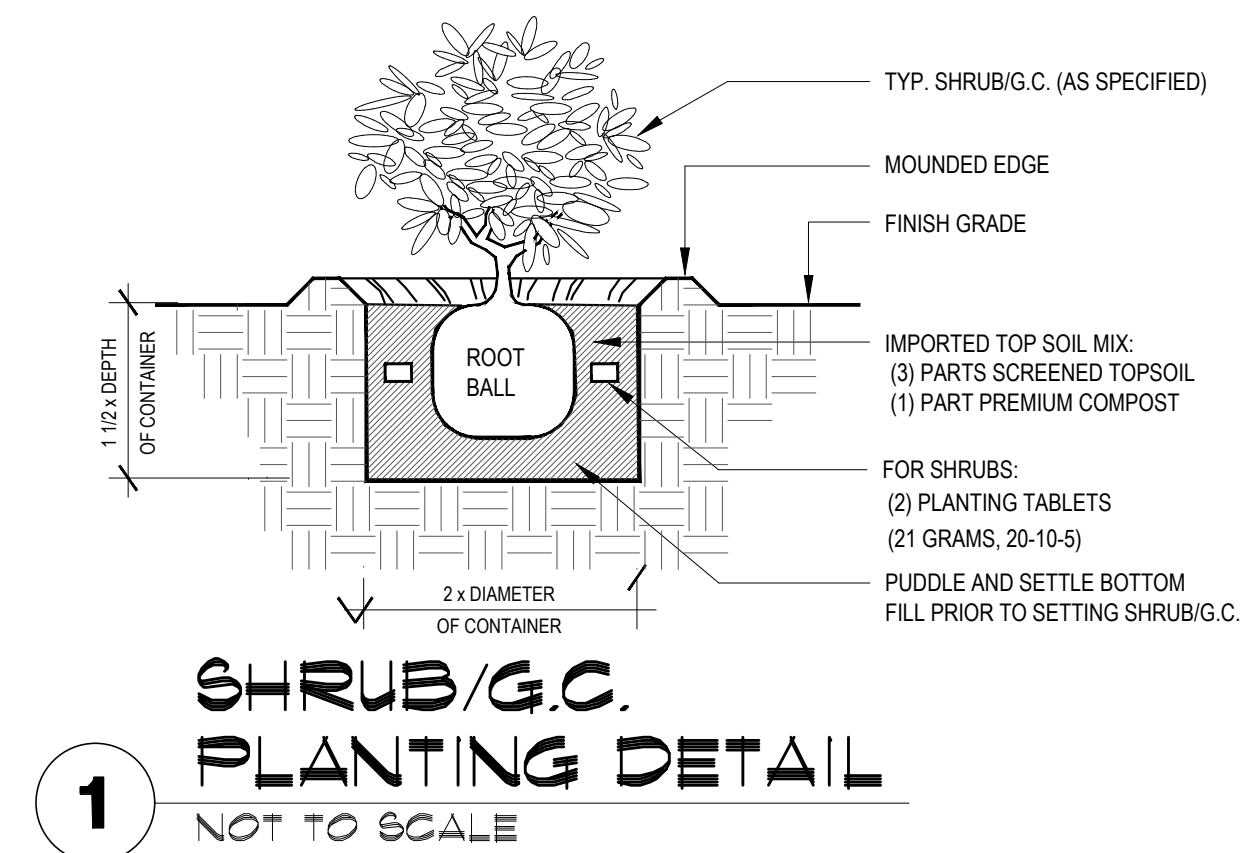 TYP. SHRUB/G.C. (AS SPECIFIED)
MOUNDED EDGE
FINISH GRADE
1 1/2 x DEPTH
OF CONTAINER
ROOT
BALL
IMPORTED TOP SOIL MIX:
(3) PARTS SCREENED TOPSOIL
(1) PART PREMIUM COMPOST
FOR SHRUBS:
(2) PLANTING TABLETS
(21 GRAMS, 20-10-5)
PUDDLE AND SETTLE BOTTOM
FILL PRIOR TO SETTING SHRUB/G.C.
2 x DIAMETER
OF CONTAINER
SHRUB/G.C.
PLANTING DETAIL
1
NOT TO SCALE